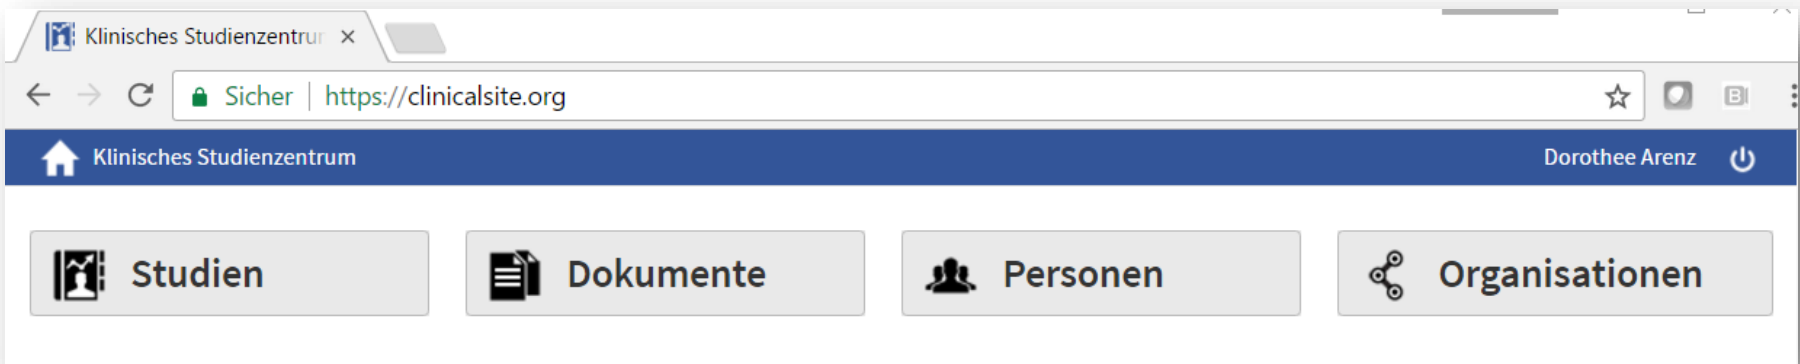 Klinisches Studienzentru
Sicher | https://clinicalsite.org
Klinisches Studienzentrum Dorothee Arenz
Studien Dokumente Personen Organisationen